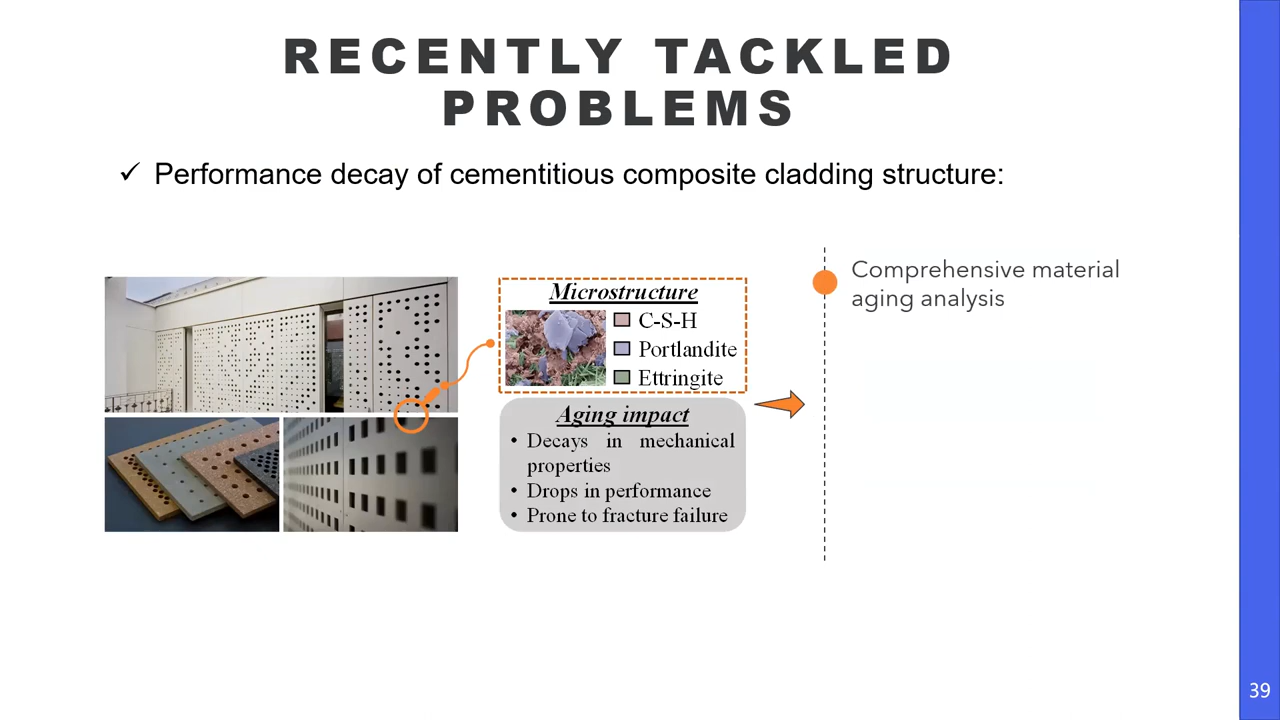 RECENTLY TACKLED
PROBLEMS
✓ Performance decay of cementitious composite cladding structure:
Microstructure
C-S-H
Portlandite
Ettringite
Aging impact
• Decays in mechanical
properties
• Drops in performance
• Prone to fracture failure
Comprehensive material
aging analysis
39